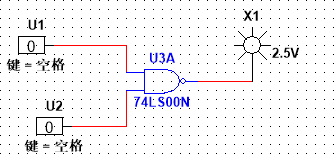 X1
U1
0
键 = 空格
U3A
2.5V
74LS00N
U2
0
键 = 空格